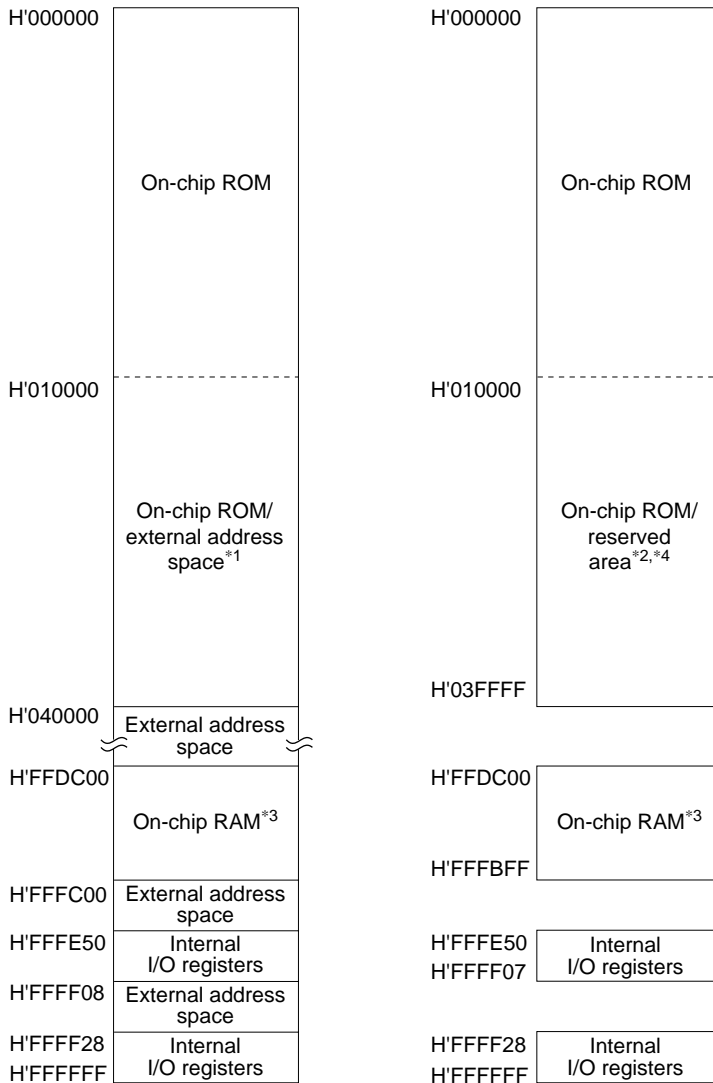 H'000000
On-chip ROM
H'010000
On-chip ROM/
external address
space*1
H'040000
External address
space
H'FFDC00
On-chip RAM*3
H'FFFC00
External address
space
H'FFFE50
Internal
I/O registers
H'FFFF08
External address
space
H'FFFF28
Internal
I/O registers
H'FFFFFF
H'000000
On-chip ROM
H'010000
On-chip ROM/
reserved
area*2,*4
H'03FFFF
H'FFDC00
On-chip RAM*3
H'FFFBFF
H'FFFE50
Internal
I/O registers
H'FFFF07
H'FFFF28
Internal
I/O registers
H'FFFFFF